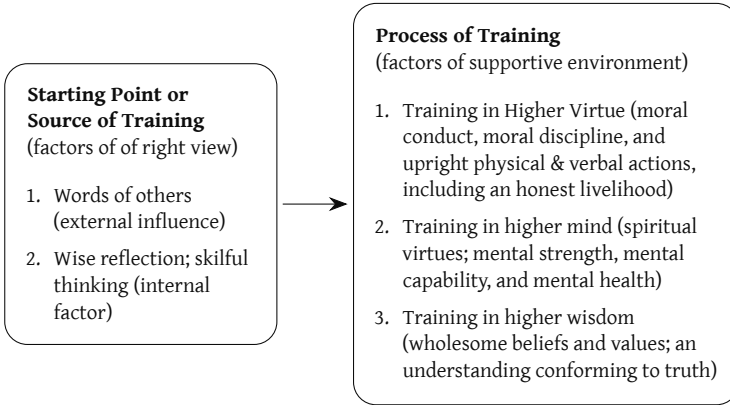 Starting Point or
Source of Training
(factors of of right view)
1. Words of others
(external influence)
2. Wise reflection; skilful
thinking (internal
factor)
Process of Training
(factors of supportive environment)
1. Training in Higher Virtue (moral
conduct, moral discipline, and
upright physical & verbal actions,
including an honest livelihood)
2. Training in higher mind (spiritual
virtues; mental strength, mental
capability, and mental health)
3. Training in higher wisdom
(wholesome beliefs and values; an
understanding conforming to truth)